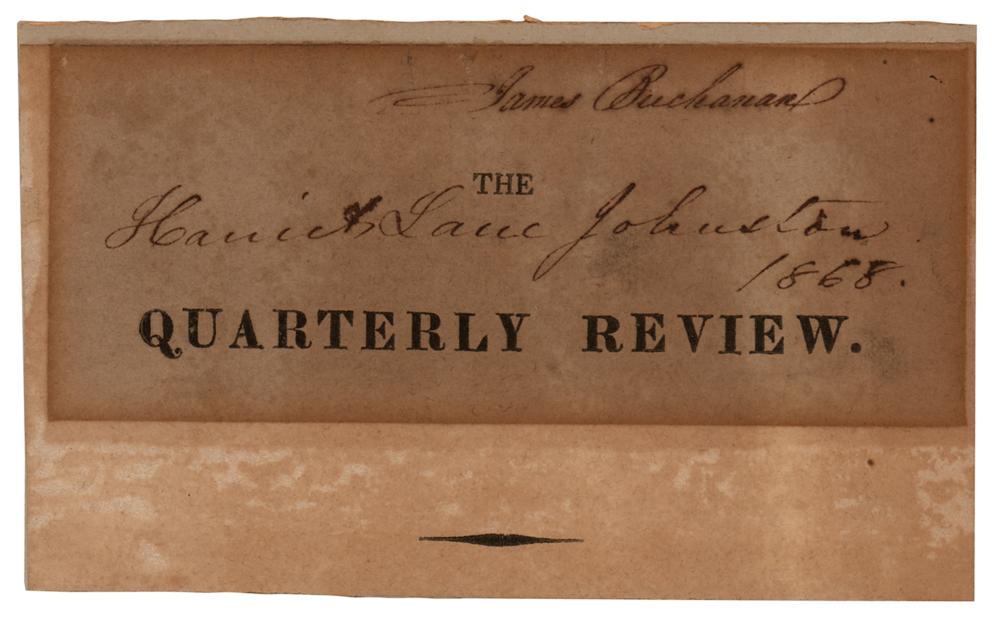 James Buchanan
THE
Harriet Lane Johnston
1868.
QUARTERLY REVIEW.